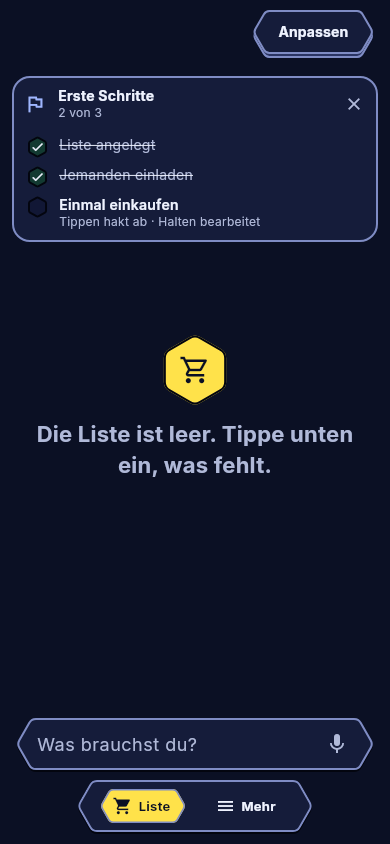 Anpassen
Erste Schritte
2 von 3
Liste angelegt
Jemanden einladen
Einmal einkaufen
Tippen hakt ab · Halten bearbeitet
Die Liste ist leer. Tippe unten
ein, was fehlt.
Was brauchst du?
Liste
Mehr